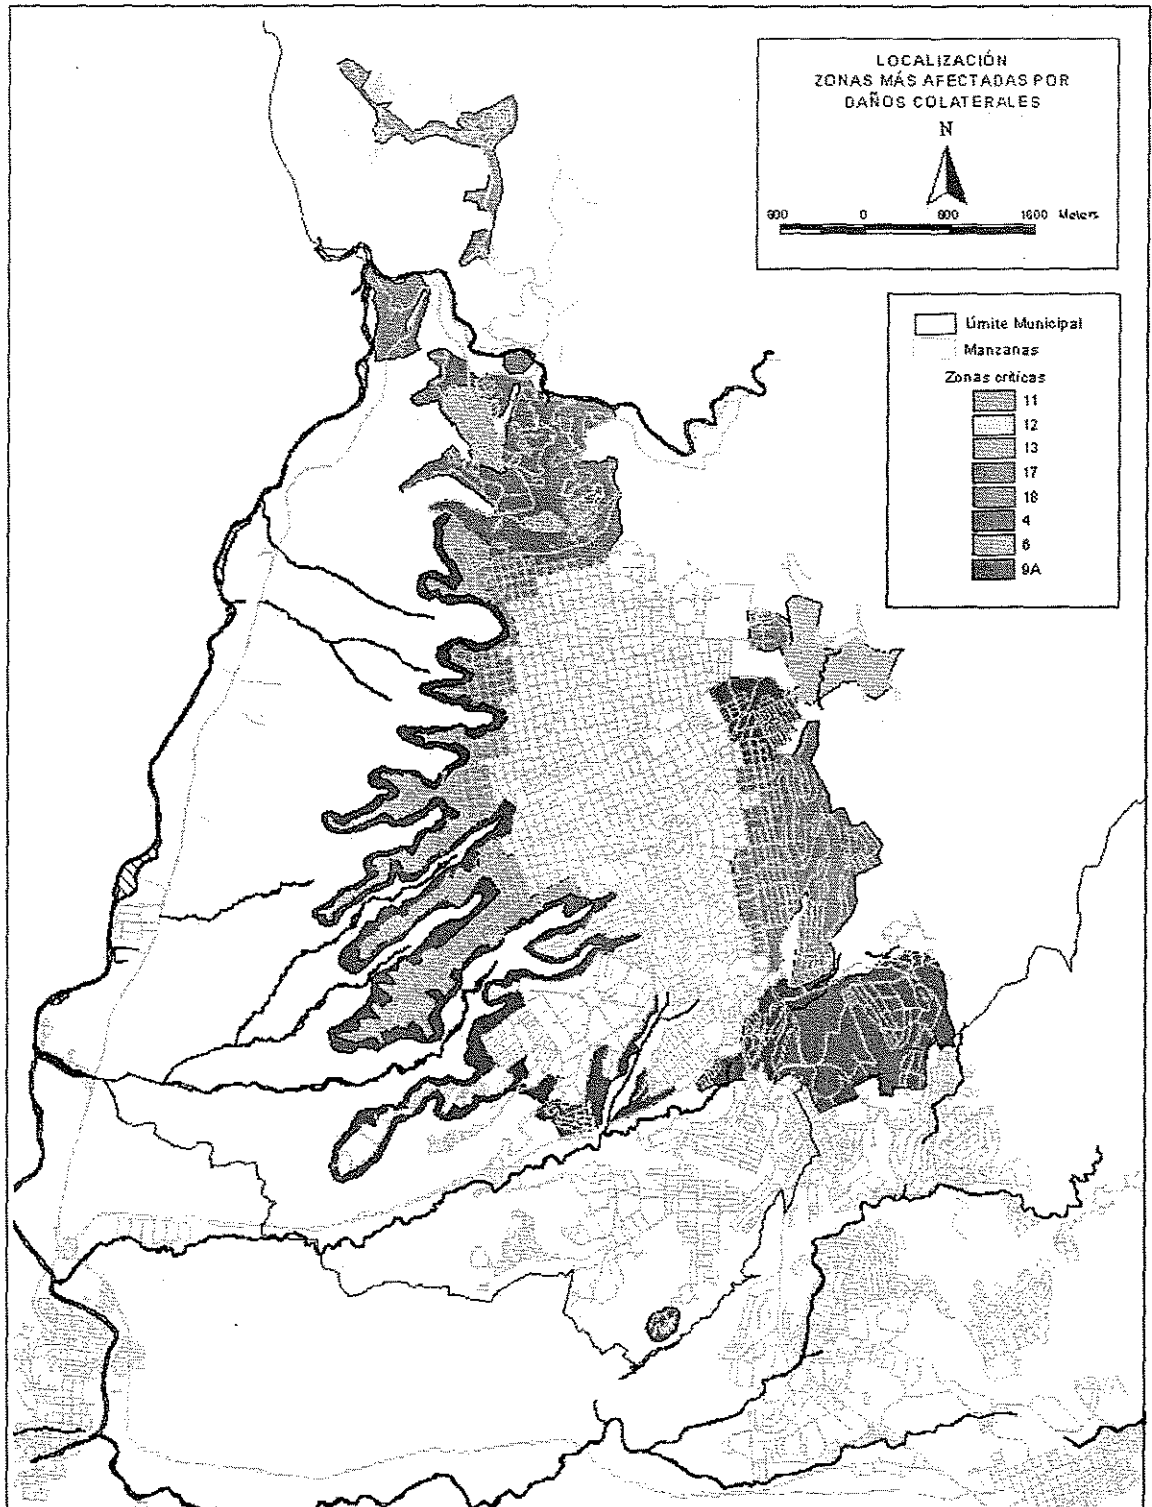 LOCALIZACIÓN
ZONAS MÁS AFECTADAS POR
DAÑOS COLATERALES
N
800 0 800 1600 Meters
Límite Municipal
Manzanas
Zonas críticas
11
12
13
17
18
4
6
9A